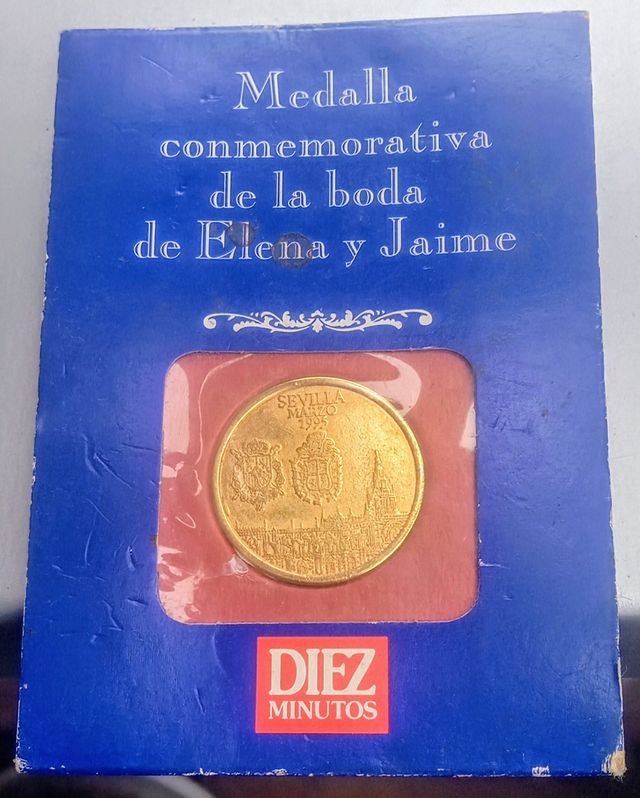 Medalla
conmemorativa
de la boda
de Elena y Jaime
SEVILLA
MARZO
1995
DIEZ
MINUTOS